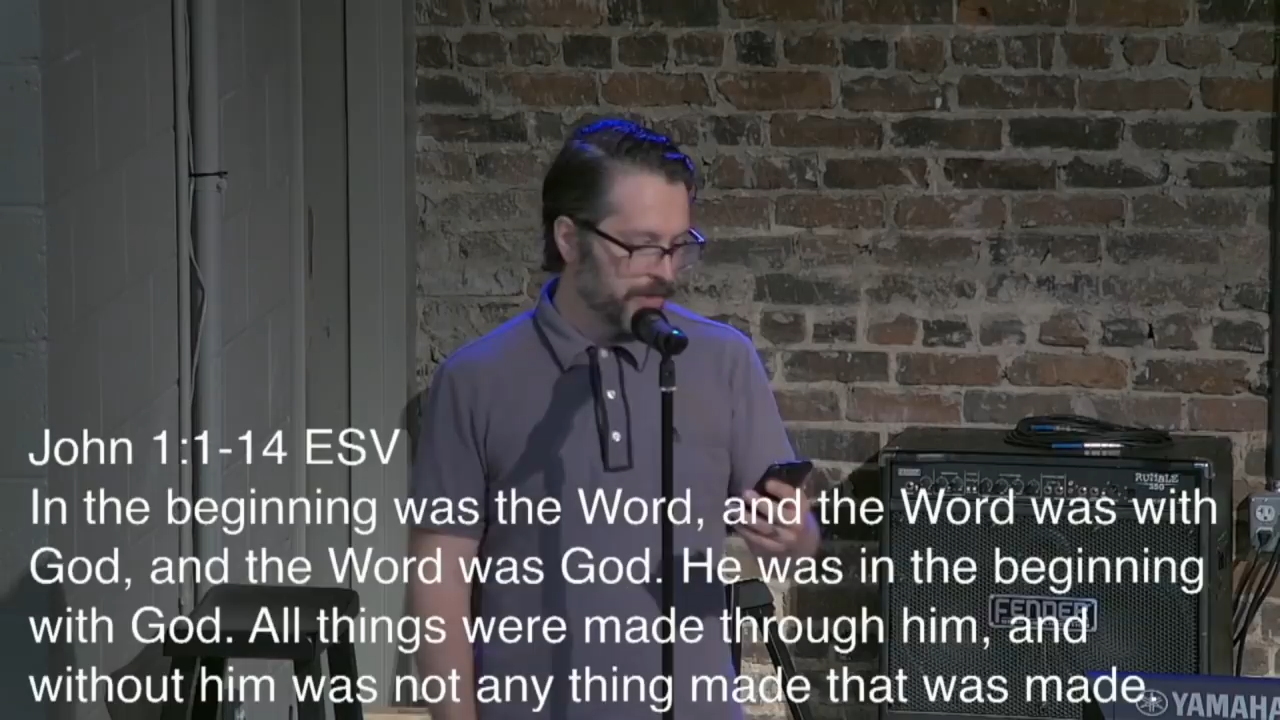 John 1:1-14 ESV
In the beginning was the Word, and the Word was with
God, and the Word was God. He was in the beginning
with God. All things were made through him, and
without him was not any thing made that was made.
RUMBLE
350
FENDER
YAMAHA